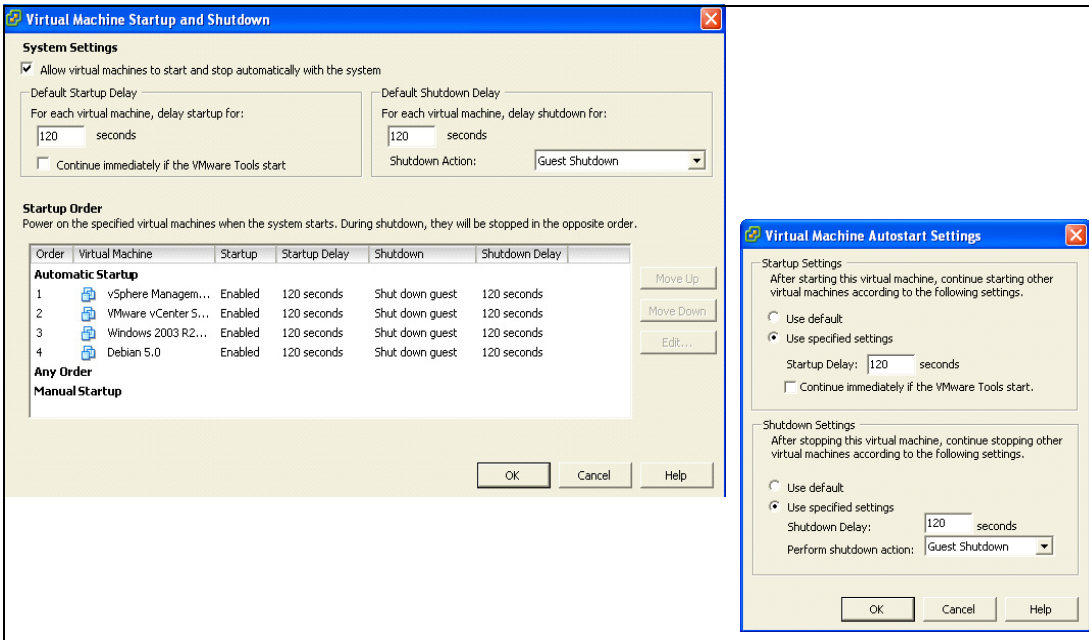 Virtual Machine Startup and Shutdown
System Settings
Allow virtual machines to start and stop automatically with the system
Default Startup Delay
For each virtual machine, delay startup for:
120 seconds
Continue immediately if the VMware Tools start
Default Shutdown Delay
For each virtual machine, delay shutdown for:
120 seconds
Shutdown Action: Guest Shutdown
Startup Order
Power on the specified virtual machines when the system starts. During shutdown, they will be stopped in the opposite order.
Order Virtual Machine Startup Startup Delay Shutdown Shutdown Delay
Automatic Startup
1 vSphere Managem... Enabled 120 seconds Shut down guest 120 seconds
2 VMware vCenter S... Enabled 120 seconds Shut down guest 120 seconds
3 Windows 2003 R2... Enabled 120 seconds Shut down guest 120 seconds
4 Debian 5.0 Enabled 120 seconds Shut down guest 120 seconds
Any Order
Manual Startup
Move Up
Move Down
Edit...
OK Cancel Help
Virtual Machine Autostart Settings
Startup Settings
After starting this virtual machine, continue starting other
virtual machines according to the following settings.
Use default
Use specified settings
Startup Delay: 120 seconds
Continue immediately if the VMware Tools start.
Shutdown Settings
After stopping this virtual machine, continue stopping other
virtual machines according to the following settings.
Use default
Use specified settings
Shutdown Delay: 120 seconds
Perform shutdown action: Guest Shutdown
OK Cancel Help